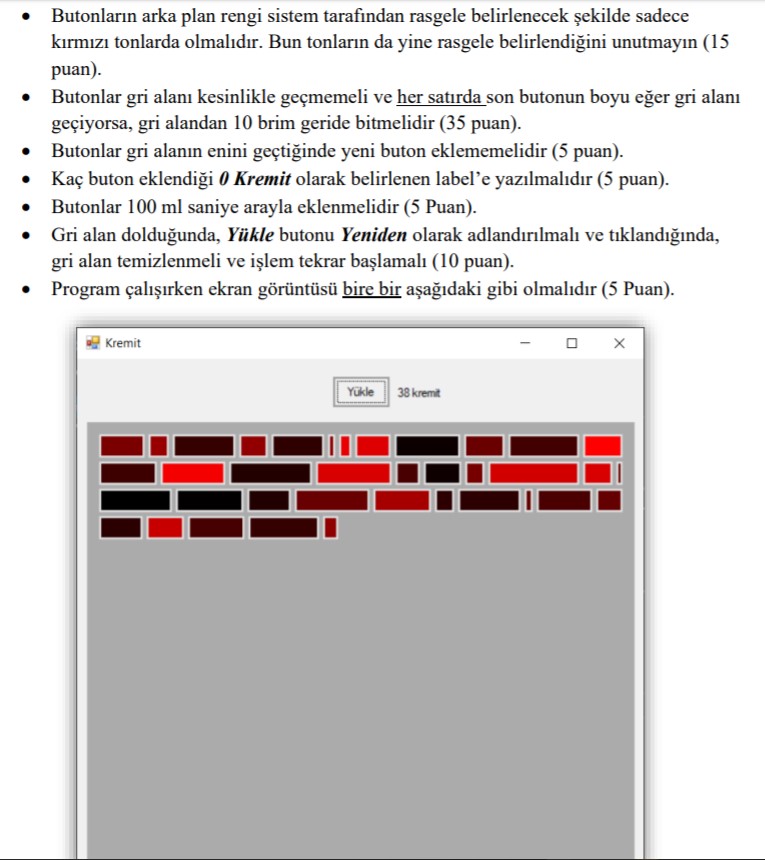 • Butonların arka plan rengi sistem tarafından rasgele belirlenecek şekilde sadece
kırmızı tonlarda olmalıdır. Bun tonların da yine rasgele belirlendiğini unutmayın (15
puan).
• Butonlar gri alanı kesinlikle geçmemeli ve her satırda son butonun boyu eğer gri alanı
geçiyorsa, gri alandan 10 brim geride bitmelidir (35 puan).
• Butonlar gri alanın enini geçtiğinde yeni buton eklememelidir (5 puan).
• Kaç buton eklendiği 0 Kremit olarak belirlenen label’e yazılmalıdır (5 puan).
• Butonlar 100 ml saniye arayla eklenmelidir (5 Puan).
• Gri alan dolduğunda, Yükle butonu Yeniden olarak adlandırılmalı ve tıklandığında,
gri alan temizlenmeli ve işlem tekrar başlamalı (10 puan).
• Program çalışırken ekran görüntüsü bire bir aşağıdaki gibi olmalıdır (5 Puan).
Kremit
Yükle 38 kremit